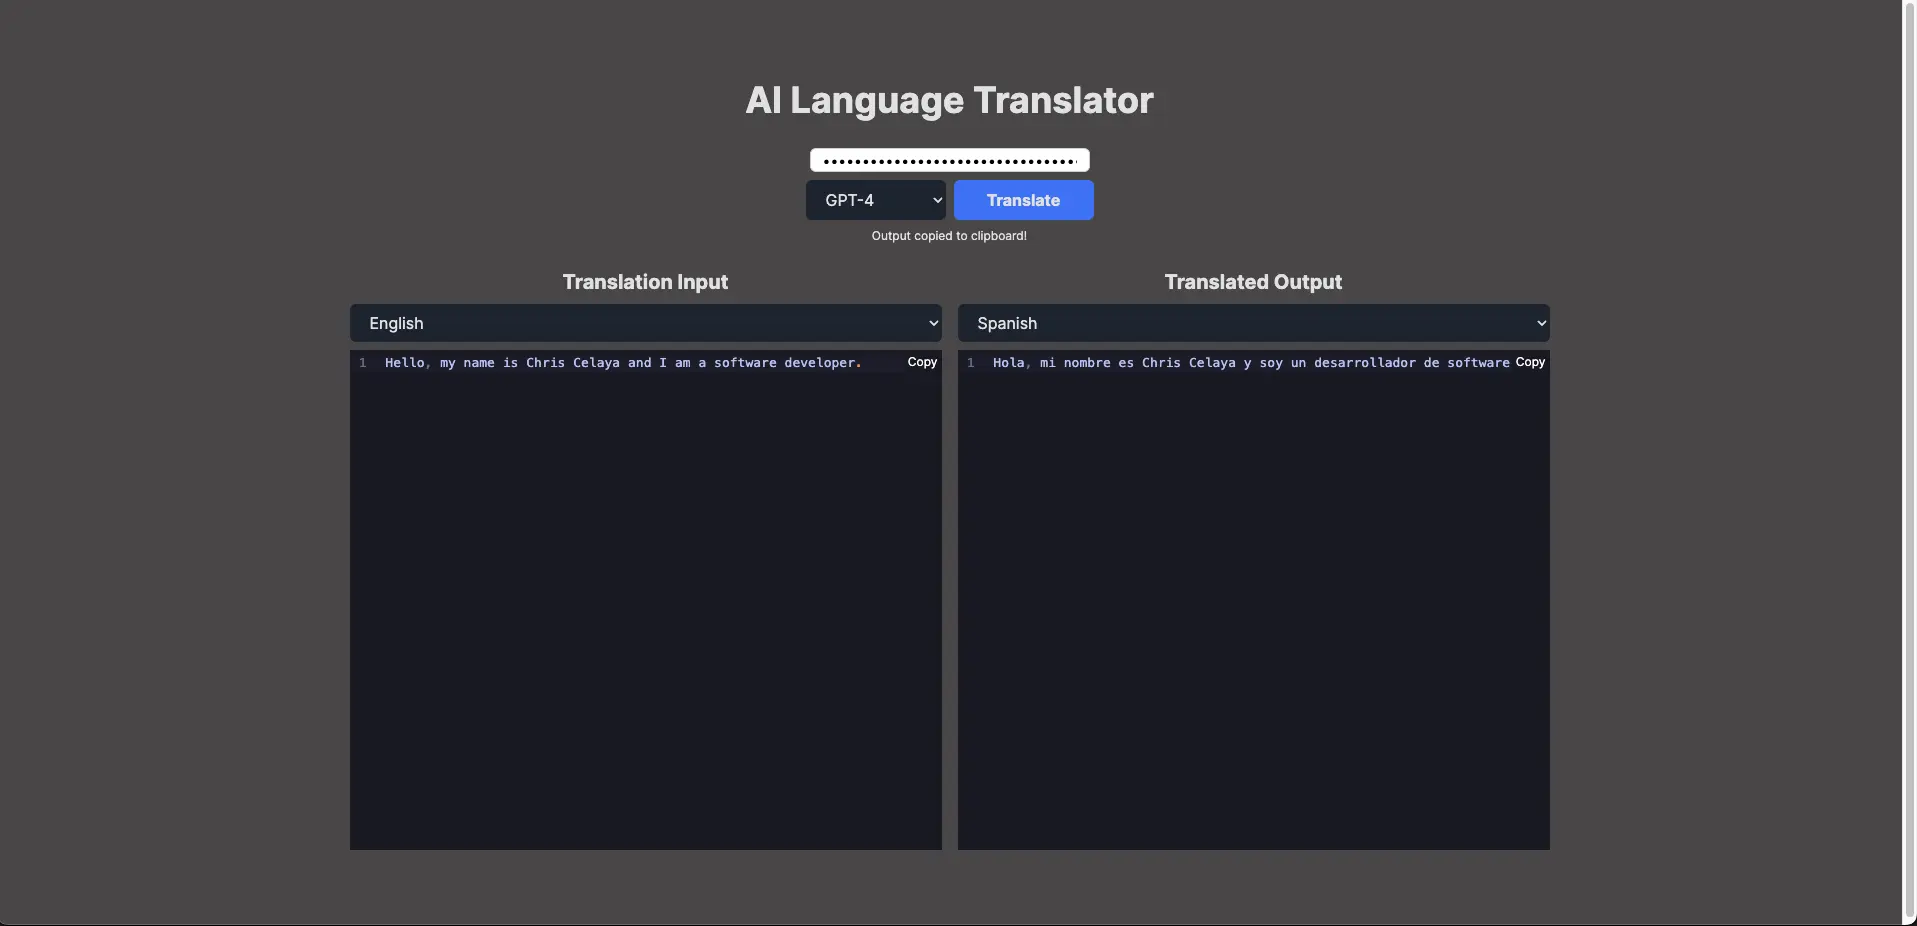 AI Language Translator
••••••••••••••••••••••••••••••••
GPT-4
Translate
Output copied to clipboard!
Translation Input
English
1 Hello, my name is Chris Celaya and I am a software developer.
Copy
Translated Output
Spanish
1 Hola, mi nombre es Chris Celaya y soy un desarrollador de software
Copy